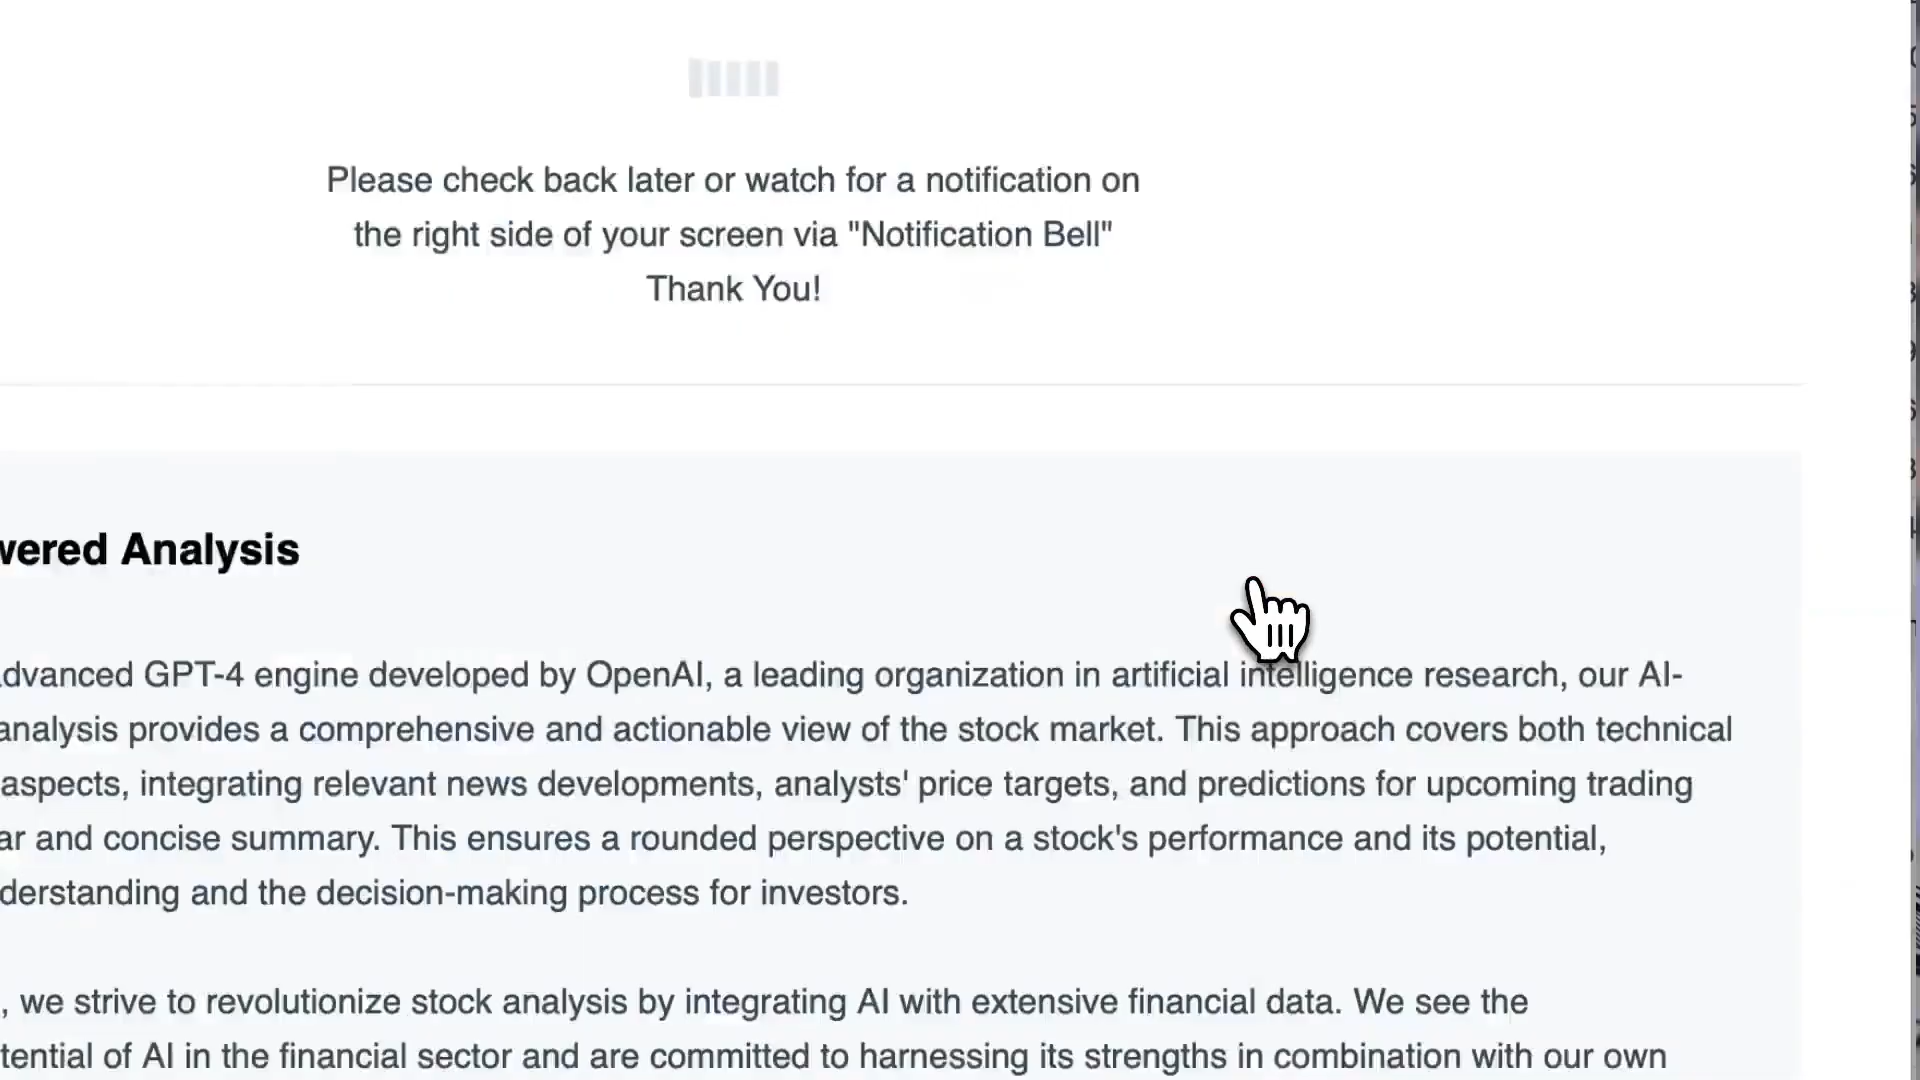 Please check back later or watch for a notification on
the right side of your screen via "Notification Bell"
Thank You!
wered Analysis
dvanced GPT-4 engine developed by OpenAI, a leading organization in artificial intelligence research, our AI-
analysis provides a comprehensive and actionable view of the stock market. This approach covers both technical
aspects, integrating relevant news developments, analysts' price targets, and predictions for upcoming trading
ar and concise summary. This ensures a rounded perspective on a stock's performance and its potential,
derstanding and the decision-making process for investors.
, we strive to revolutionize stock analysis by integrating AI with extensive financial data. We see the
tential of AI in the financial sector and are committed to harnessing its strengths in combination with our own